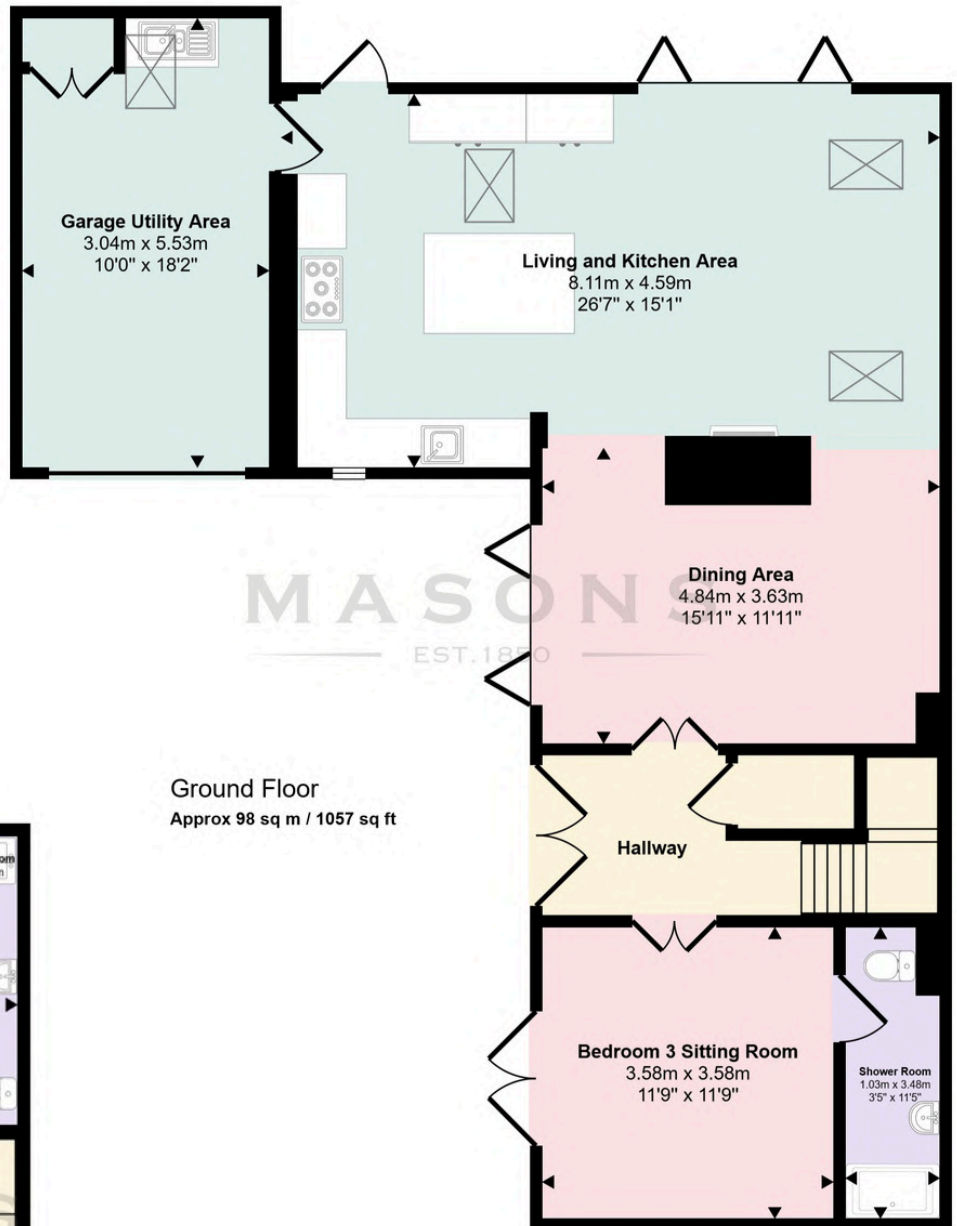 Garage Utility Area
3.04m x 5.53m
10'0" x 18'2"
Living and Kitchen Area
8.11m x 4.59m
26'7" x 15'1"
Dining Area
4.84m x 3.63m
15'11" x 11'11"
MASONS
EST.1850
Ground Floor
Approx 98 sq m / 1057 sq ft
Hallway
Bedroom 3 Sitting Room
3.58m x 3.58m
11'9" x 11'9"
Shower Room
1.03m x 3.48m
3'5" x 11'5"